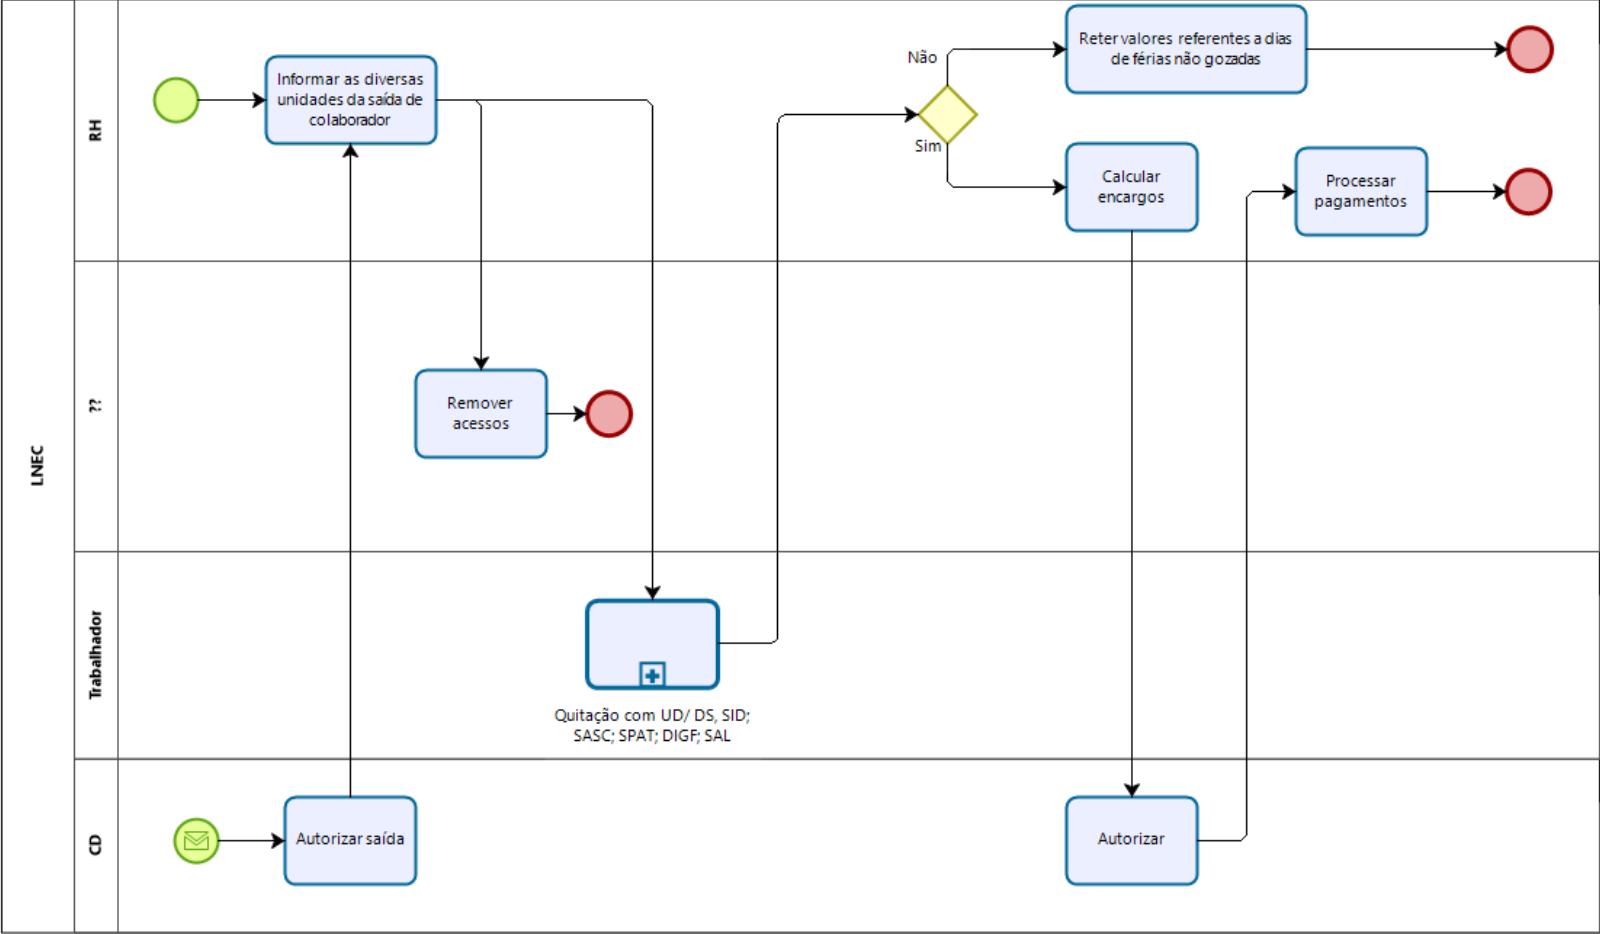 LNEC
RH
Informar as diversas
unidades da saída de
colaborador
Não
Sim
Reter valores referentes a dias
de férias não gozadas
Calcular
encargos
Processar
pagamentos
??
Remover
acessos
Trabalhador
Quitação com UD/ DS, SID;
SASC; SPAT; DIGF; SAL
CD
Autorizar saída
Autorizar